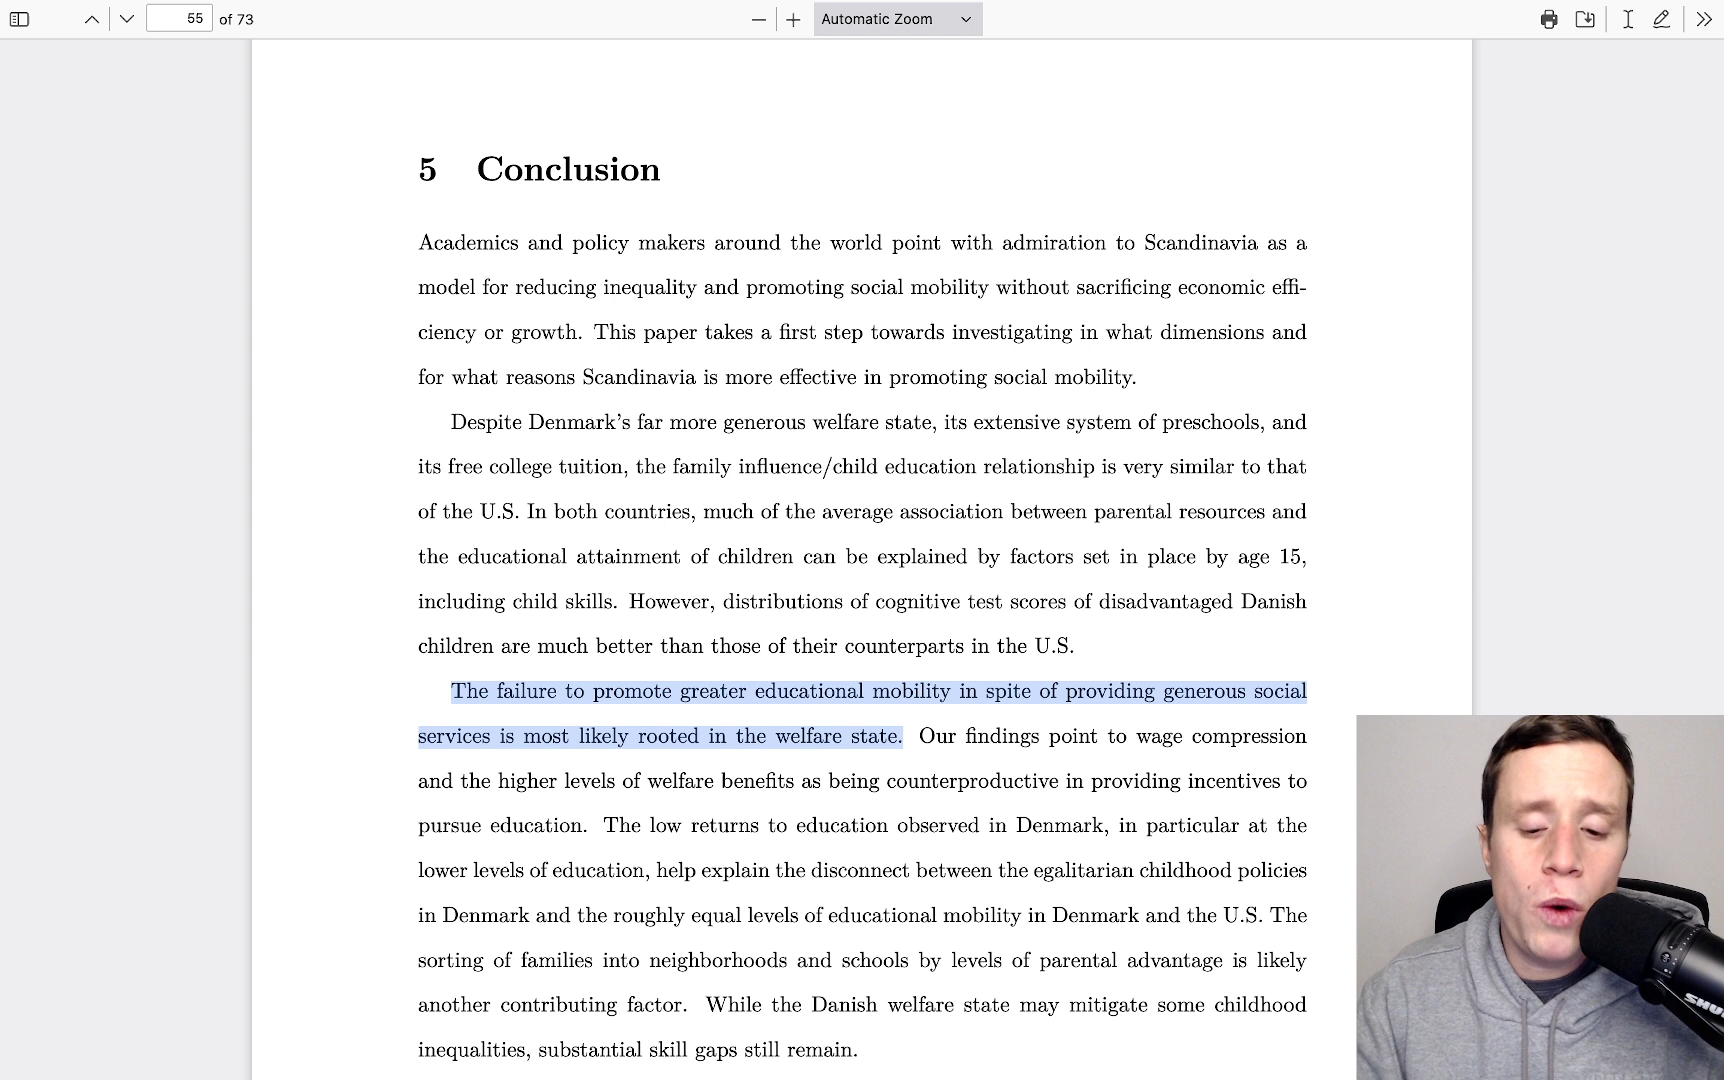 55 of 73
Automatic Zoom
5 Conclusion
Academics and policy makers around the world point with admiration to Scandinavia as a
model for reducing inequality and promoting social mobility without sacrificing economic effi-
ciency or growth. This paper takes a first step towards investigating in what dimensions and
for what reasons Scandinavia is more effective in promoting social mobility.
Despite Denmark’s far more generous welfare state, its extensive system of preschools, and
its free college tuition, the family influence/child education relationship is very similar to that
of the U.S. In both countries, much of the average association between parental resources and
the educational attainment of children can be explained by factors set in place by age 15,
including child skills. However, distributions of cognitive test scores of disadvantaged Danish
children are much better than those of their counterparts in the U.S.
The failure to promote greater educational mobility in spite of providing generous social
services is most likely rooted in the welfare state. Our findings point to wage compression
and the higher levels of welfare benefits as being counterproductive in providing incentives to
pursue education. The low returns to education observed in Denmark, in particular at the
lower levels of education, help explain the disconnect between the egalitarian childhood policies
in Denmark and the roughly equal levels of educational mobility in Denmark and the U.S. The
sorting of families into neighborhoods and schools by levels of parental advantage is likely
another contributing factor. While the Danish welfare state may mitigate some childhood
inequalities, substantial skill gaps still remain.